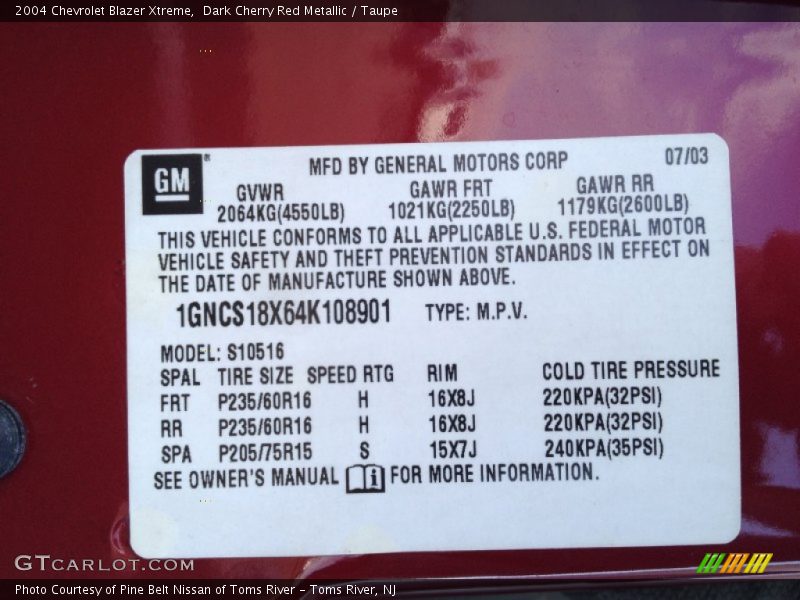 2004 Chevrolet Blazer Xtreme, Dark Cherry Red Metallic / Taupe
GM®
MFD BY GENERAL MOTORS CORP 07/03
GVWR GAWR FRT GAWR RR
2064KG(4550LB) 1021KG(2250LB) 1179KG(2600LB)
THIS VEHICLE CONFORMS TO ALL APPLICABLE U.S. FEDERAL MOTOR
VEHICLE SAFETY AND THEFT PREVENTION STANDARDS IN EFFECT ON
THE DATE OF MANUFACTURE SHOWN ABOVE.
1GNCS18X64K108901 TYPE: M.P.V.
MODEL: S10516
SPAL TIRE SIZE SPEED RTG RIM COLD TIRE PRESSURE
FRT P235/60R16 H 16X8J 220KPA(32PSI)
RR P235/60R16 H 16X8J 220KPA(32PSI)
SPA P205/75R15 S 15X7J 240KPA(35PSI)
SEE OWNER'S MANUAL i FOR MORE INFORMATION.
GTCARLOT.COM
Photo Courtesy of Pine Belt Nissan of Toms River – Toms River, NJ